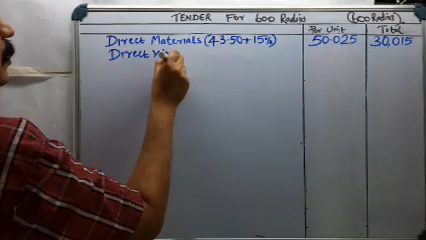 TENDER For 600 Radios (600 Radios)
Per Unit Total
Direct Materials (43.50+15%) 50.025 30,015
Direct